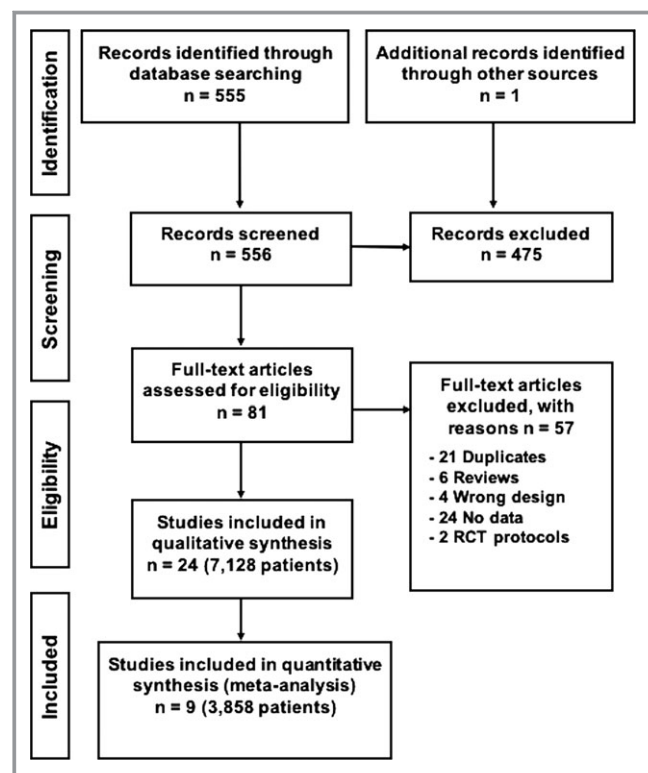 Identification
Records identified through
database searching
n = 555
Additional records identified
through other sources
n = 1
Screening
Records screened
n = 556
Records excluded
n = 475
Full-text articles
assessed for eligibility
n = 81
Full-text articles
excluded, with
reasons n = 57
- 21 Duplicates
- 6 Reviews
- 4 Wrong design
- 24 No data
- 2 RCT protocols
Eligibility
Studies included in
qualitative synthesis
n = 24 (7,128 patients)
Included
Studies included in quantitative
synthesis (meta-analysis)
n = 9 (3,858 patients)